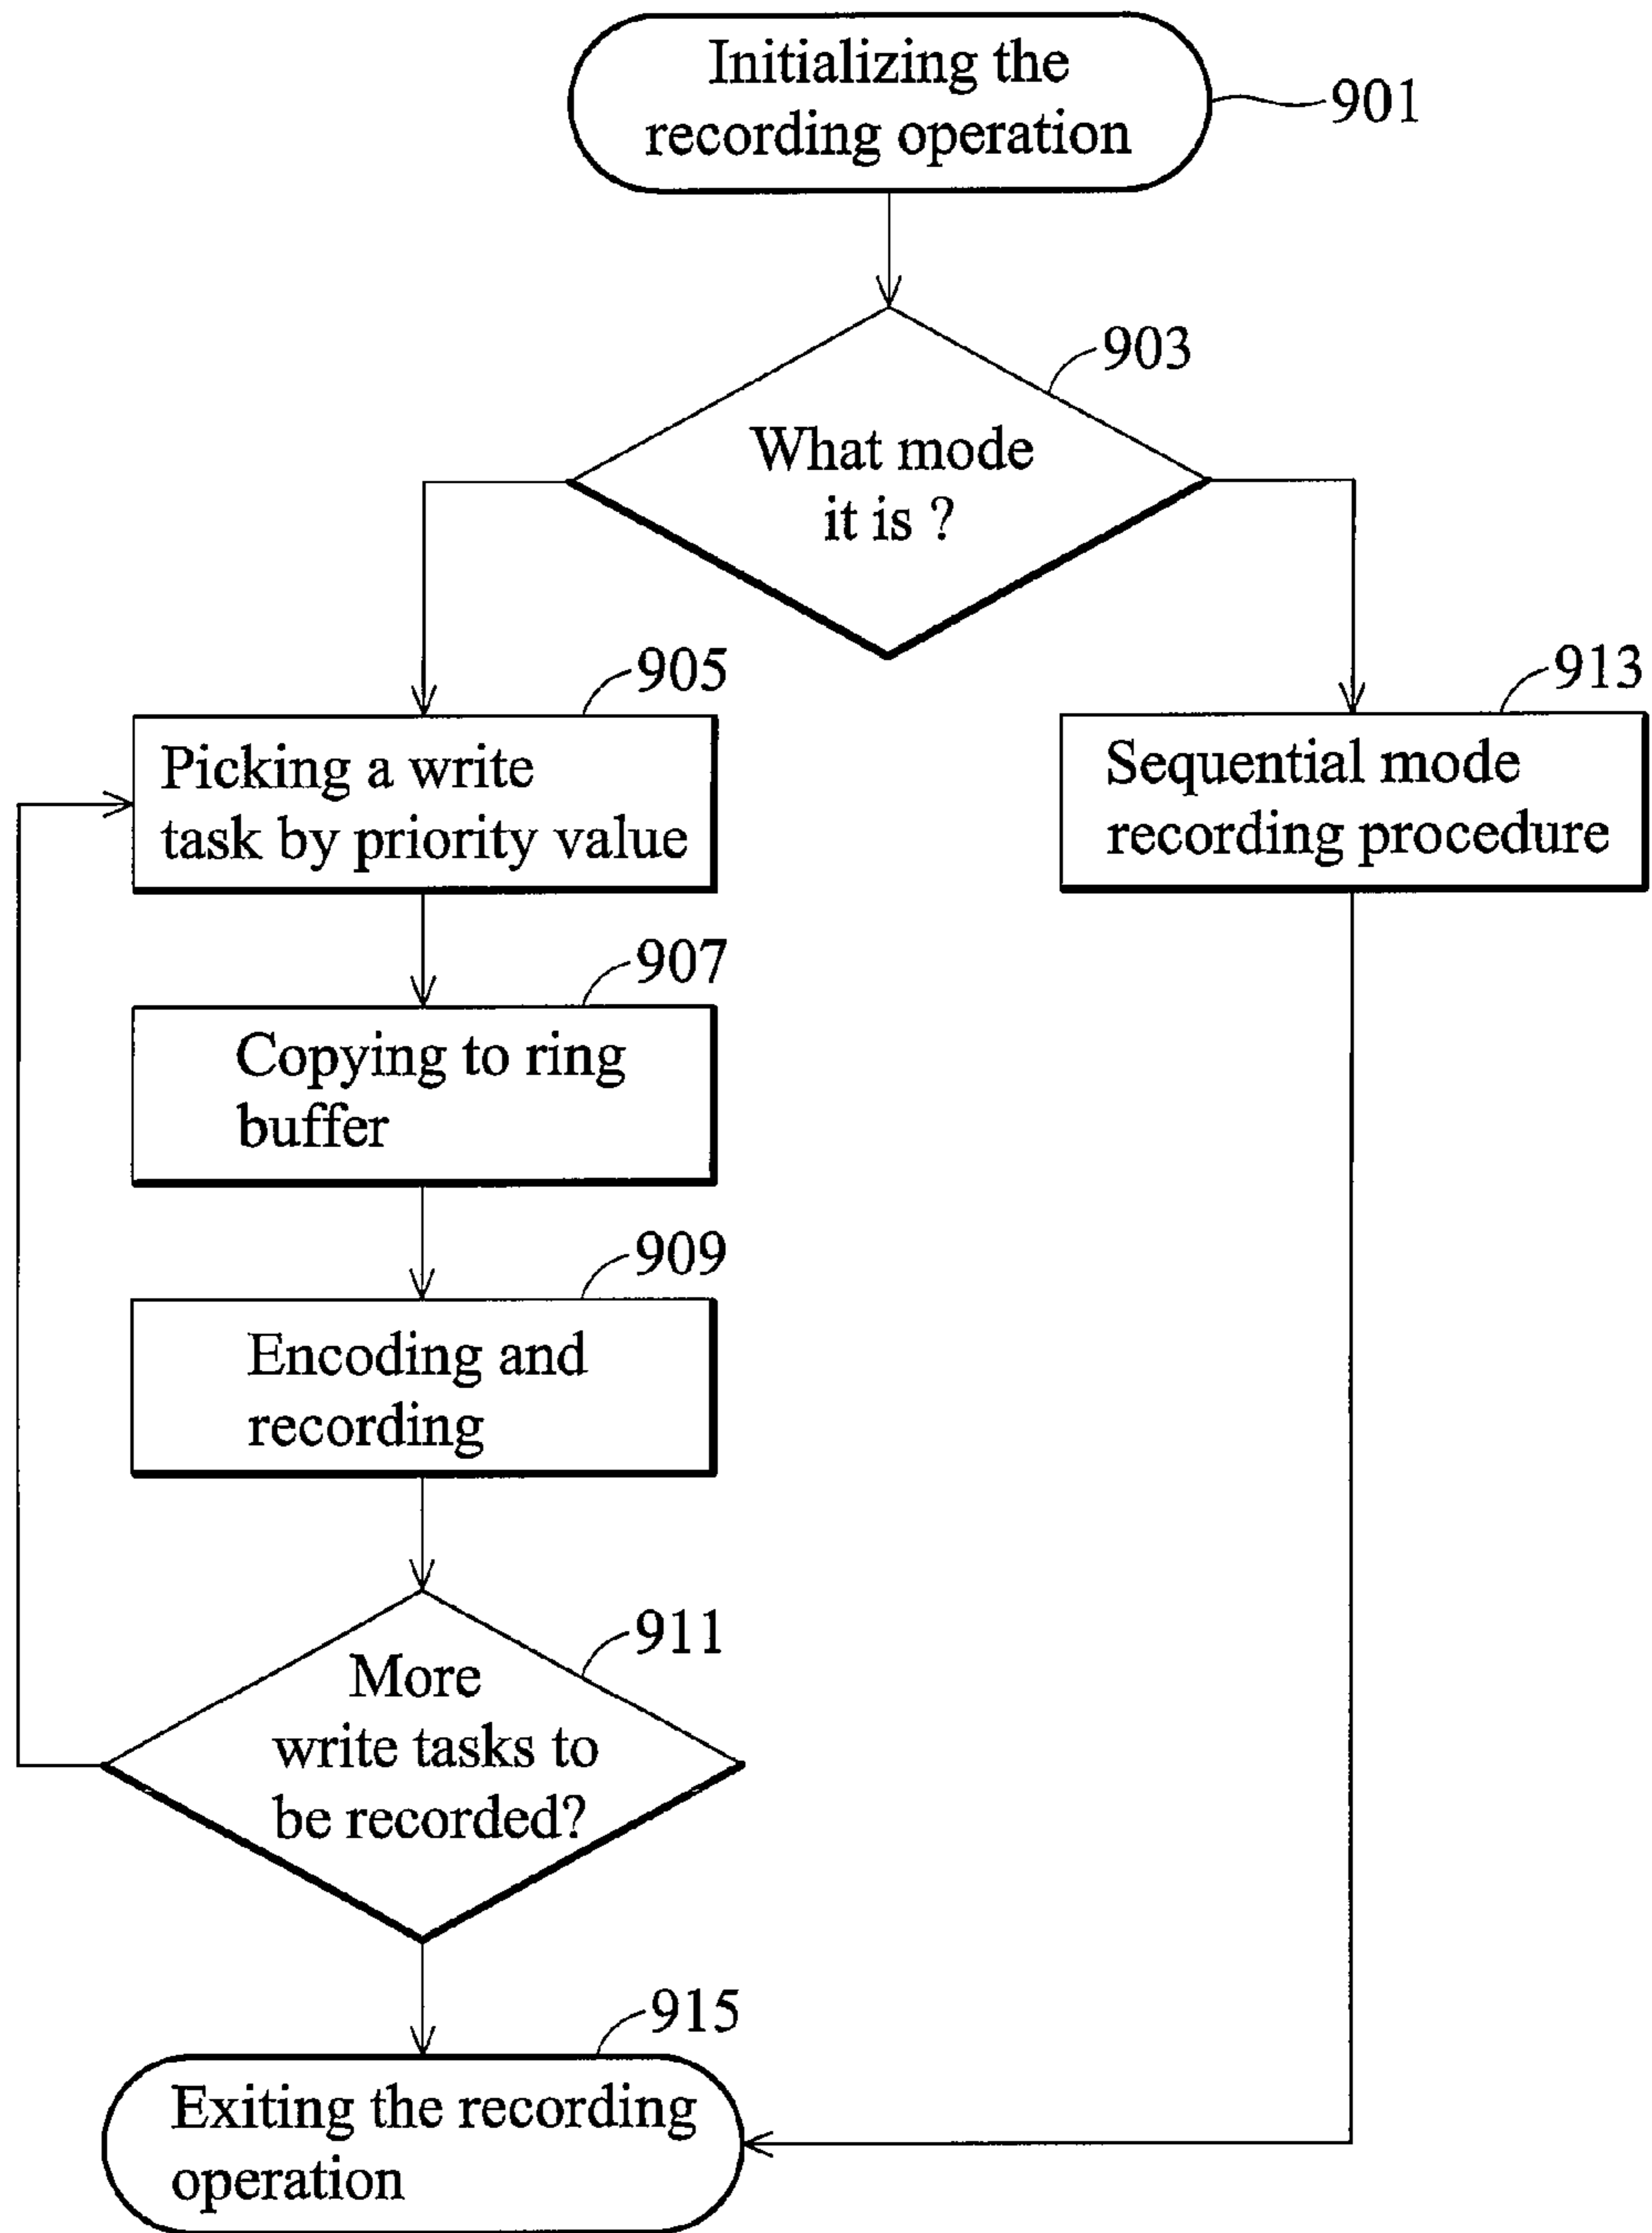 Initializing the
recording operation
901
903
What mode
it is ?
905
Picking a write
task by priority value
913
Sequential mode
recording procedure
907
Copying to ring
buffer
909
Encoding and
recording
911
More
write tasks to
be recorded?
915
Exiting the recording
operation